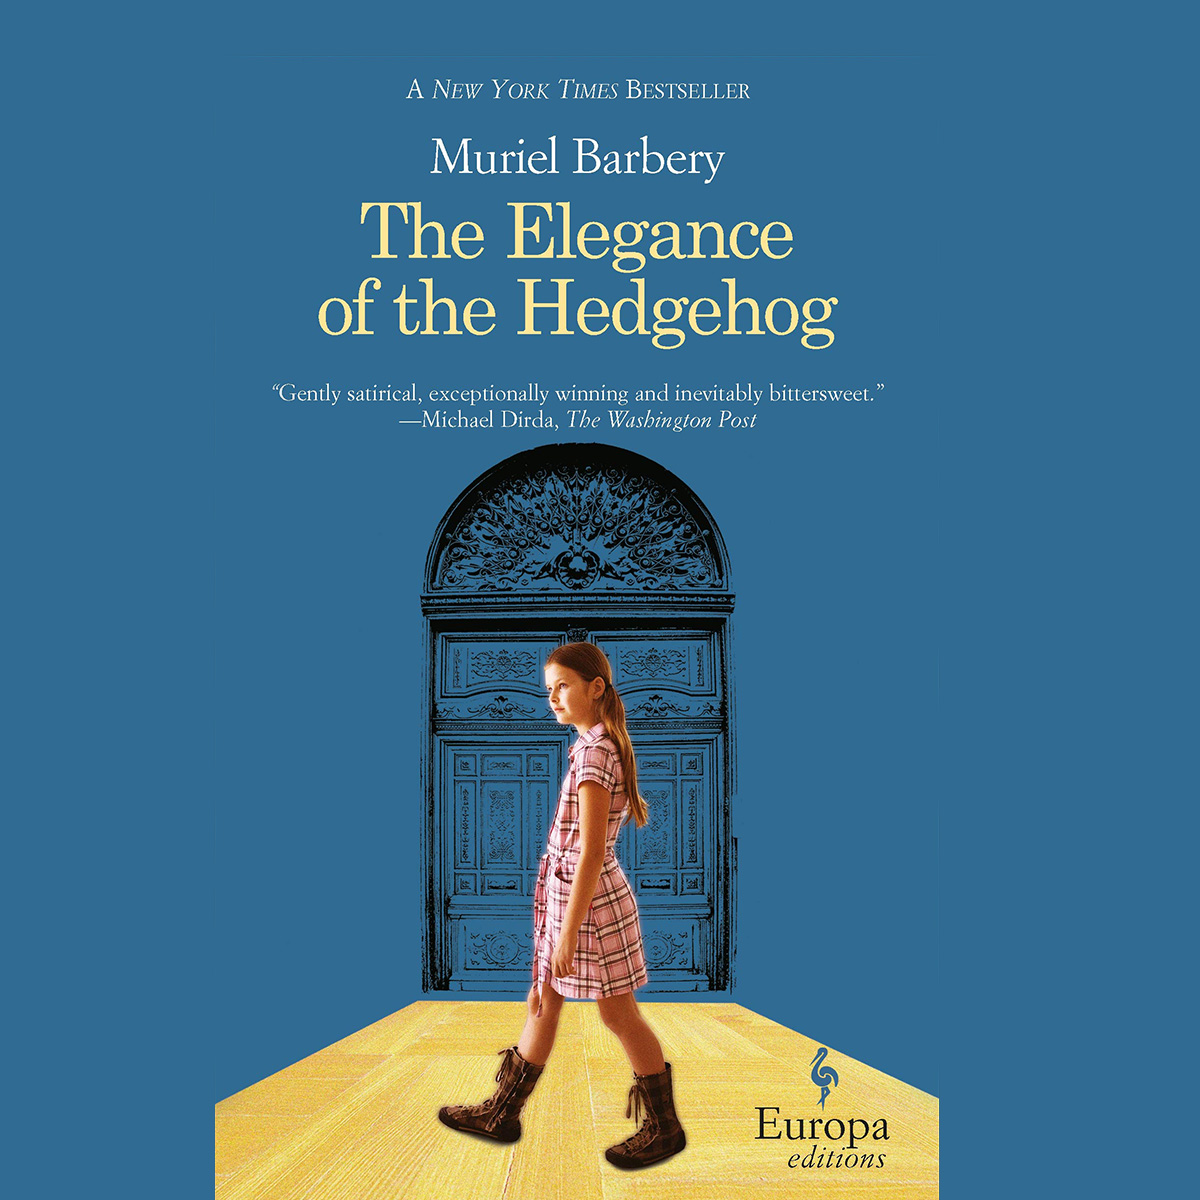 A New York Times Bestseller
Muriel Barbery
The Elegance
of the Hedgehog
“Gently satirical, exceptionally winning and inevitably bittersweet.”
—Michael Dirda, The Washington Post
Europa
editions